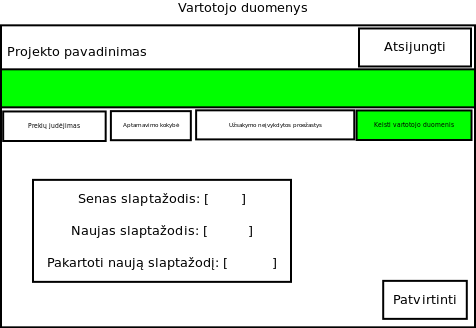 Vartotojo duomenys
Projekto pavadinimas
Atsijungti
Prekių judėjimas
Aptarnavimo kokybė
Užsakymo neįvykdytos priežastys
Keisti vartotojo duomenis
Senas slaptažodis: [ ]
Naujas slaptažodis: [ ]
Pakartoti naują slaptažodį: [ ]
Patvirtinti